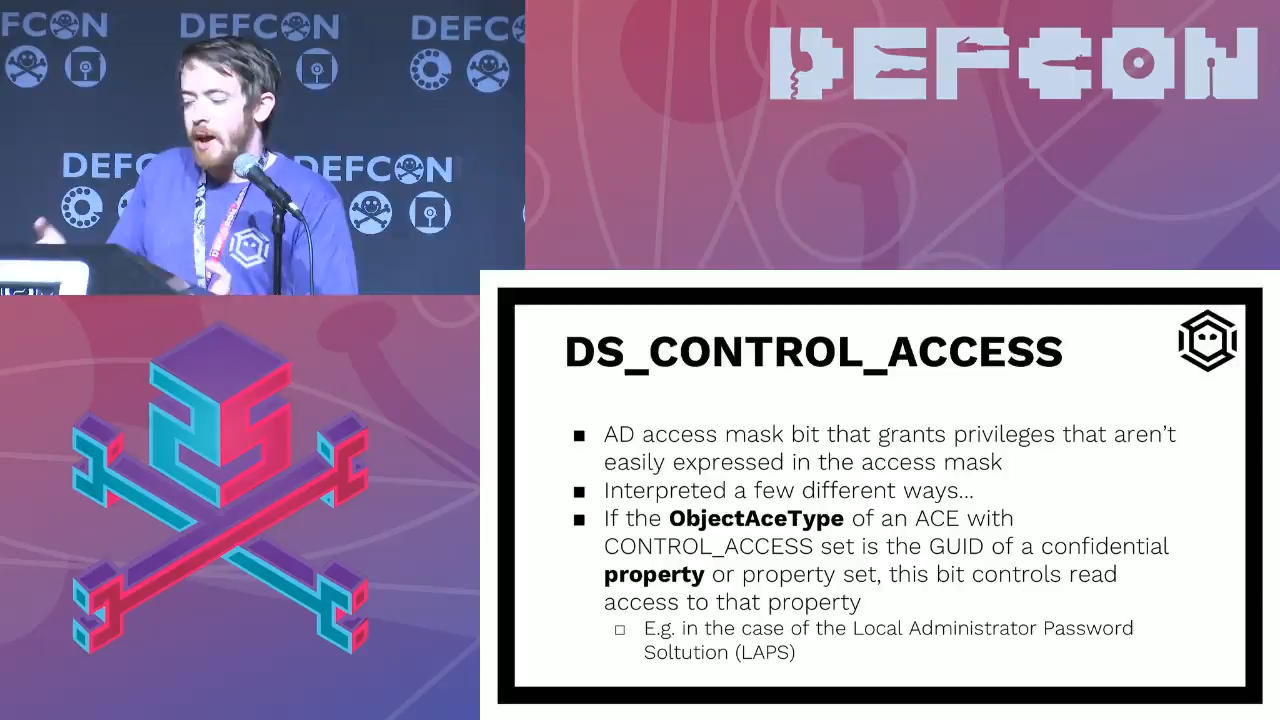 DEFCON
DEFCON
DEFC
DEFCON
DEFC
DEFCON
25
DS_CONTROL_ACCESS
■ AD access mask bit that grants privileges that aren't
easily expressed in the access mask
■ Interpreted a few different ways...
■ If the ObjectAceType of an ACE with
CONTROL_ACCESS set is the GUID of a confidential
property or property set, this bit controls read
access to that property
□ E.g. in the case of the Local Administrator Password
Soltution (LAPS)